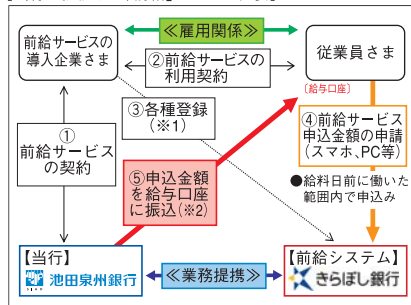 ≪雇用関係≫
前給サービスの
導入企業さま
従業員さま
②前給サービスの
利用契約
［給与口座］
③各種登録
（※1）
①
前給サービス
の契約
④前給サービス
申込金額の申請
（スマホ、PC等）
⑤申込金額
を給与口座
に振込（※2）
●給料日前に働いた
範囲内で申込み
【当行】
池田泉州銀行
≪業務提携≫
【前給システム】
きらぼし銀行